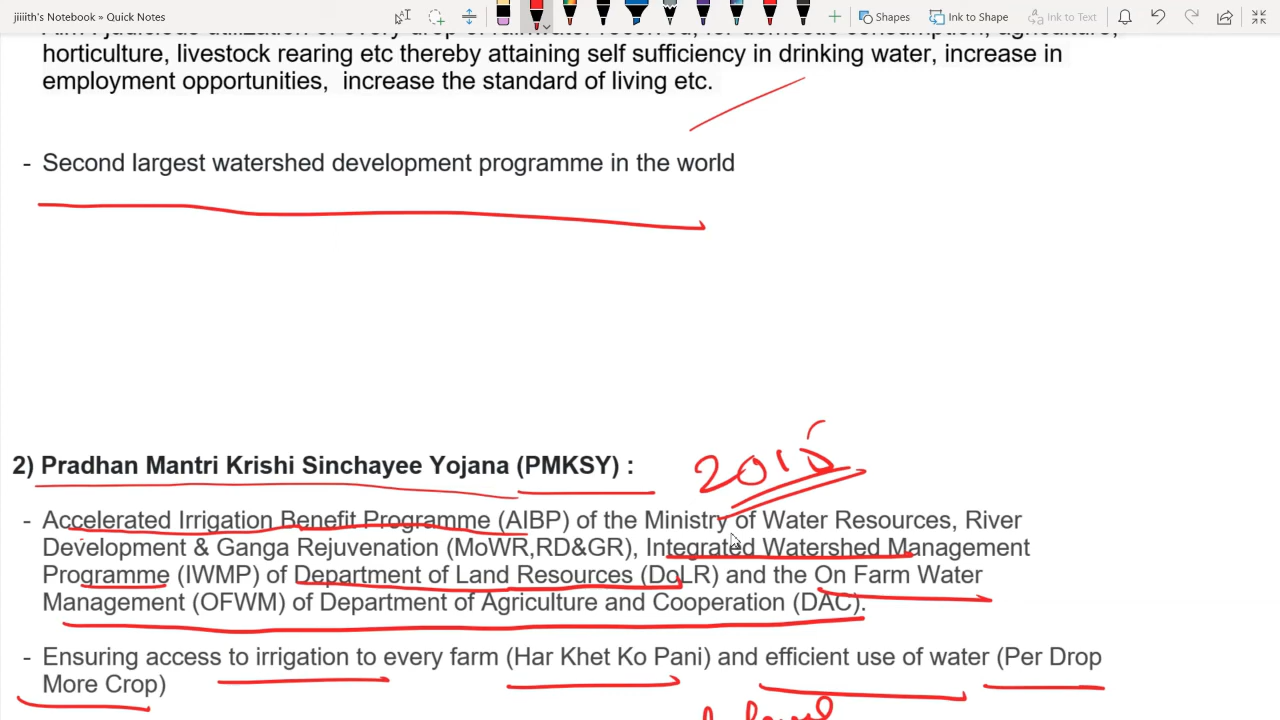 jiiiith's Notebook » Quick Notes
Shapes
Ink to Shape
Ink to Text
horticulture, livestock rearing etc thereby attaining self sufficiency in drinking water, increase in
employment opportunities, increase the standard of living etc.
- Second largest watershed development programme in the world
2) Pradhan Mantri Krishi Sinchayee Yojana (PMKSY) :
2015
- Accelerated Irrigation Benefit Programme (AIBP) of the Ministry of Water Resources, River
Development & Ganga Rejuvenation (MoWR,RD&GR), Integrated Watershed Management
Programme (IWMP) of Department of Land Resources (DoLR) and the On Farm Water
Management (OFWM) of Department of Agriculture and Cooperation (DAC).
- Ensuring access to irrigation to every farm (Har Khet Ko Pani) and efficient use of water (Per Drop
More Crop)